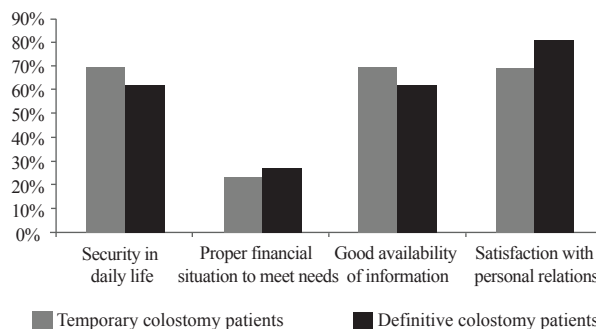 90%
80%
70%
60%
50%
40%
30%
20%
10%
0%
Security in
daily life
Proper financial
situation to meet needs
Good availability
of information
Satisfaction with
personal relations
Temporary colostomy patients
Definitive colostomy patients